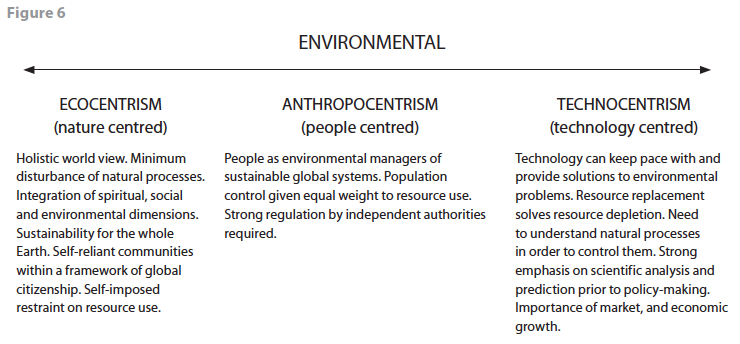 Figure 6
ENVIRONMENTAL
ECOCENTRISM
(nature centred)
Holistic world view. Minimum
disturbance of natural processes.
Integration of spiritual, social
and environmental dimensions.
Sustainability for the whole
Earth. Self-reliant communities
within a framework of global
citizenship. Self-imposed
restraint on resource use.
ANTHROPOCENTRISM
(people centred)
People as environmental managers of
sustainable global systems. Population
control given equal weight to resource use.
Strong regulation by independent authorities
required.
TECHNOCENTRISM
(technology centred)
Technology can keep pace with and
provide solutions to environmental
problems. Resource replacement
solves resource depletion. Need
to understand natural processes
in order to control them. Strong
emphasis on scientific analysis and
prediction prior to policy-making.
Importance of market, and economic
growth.